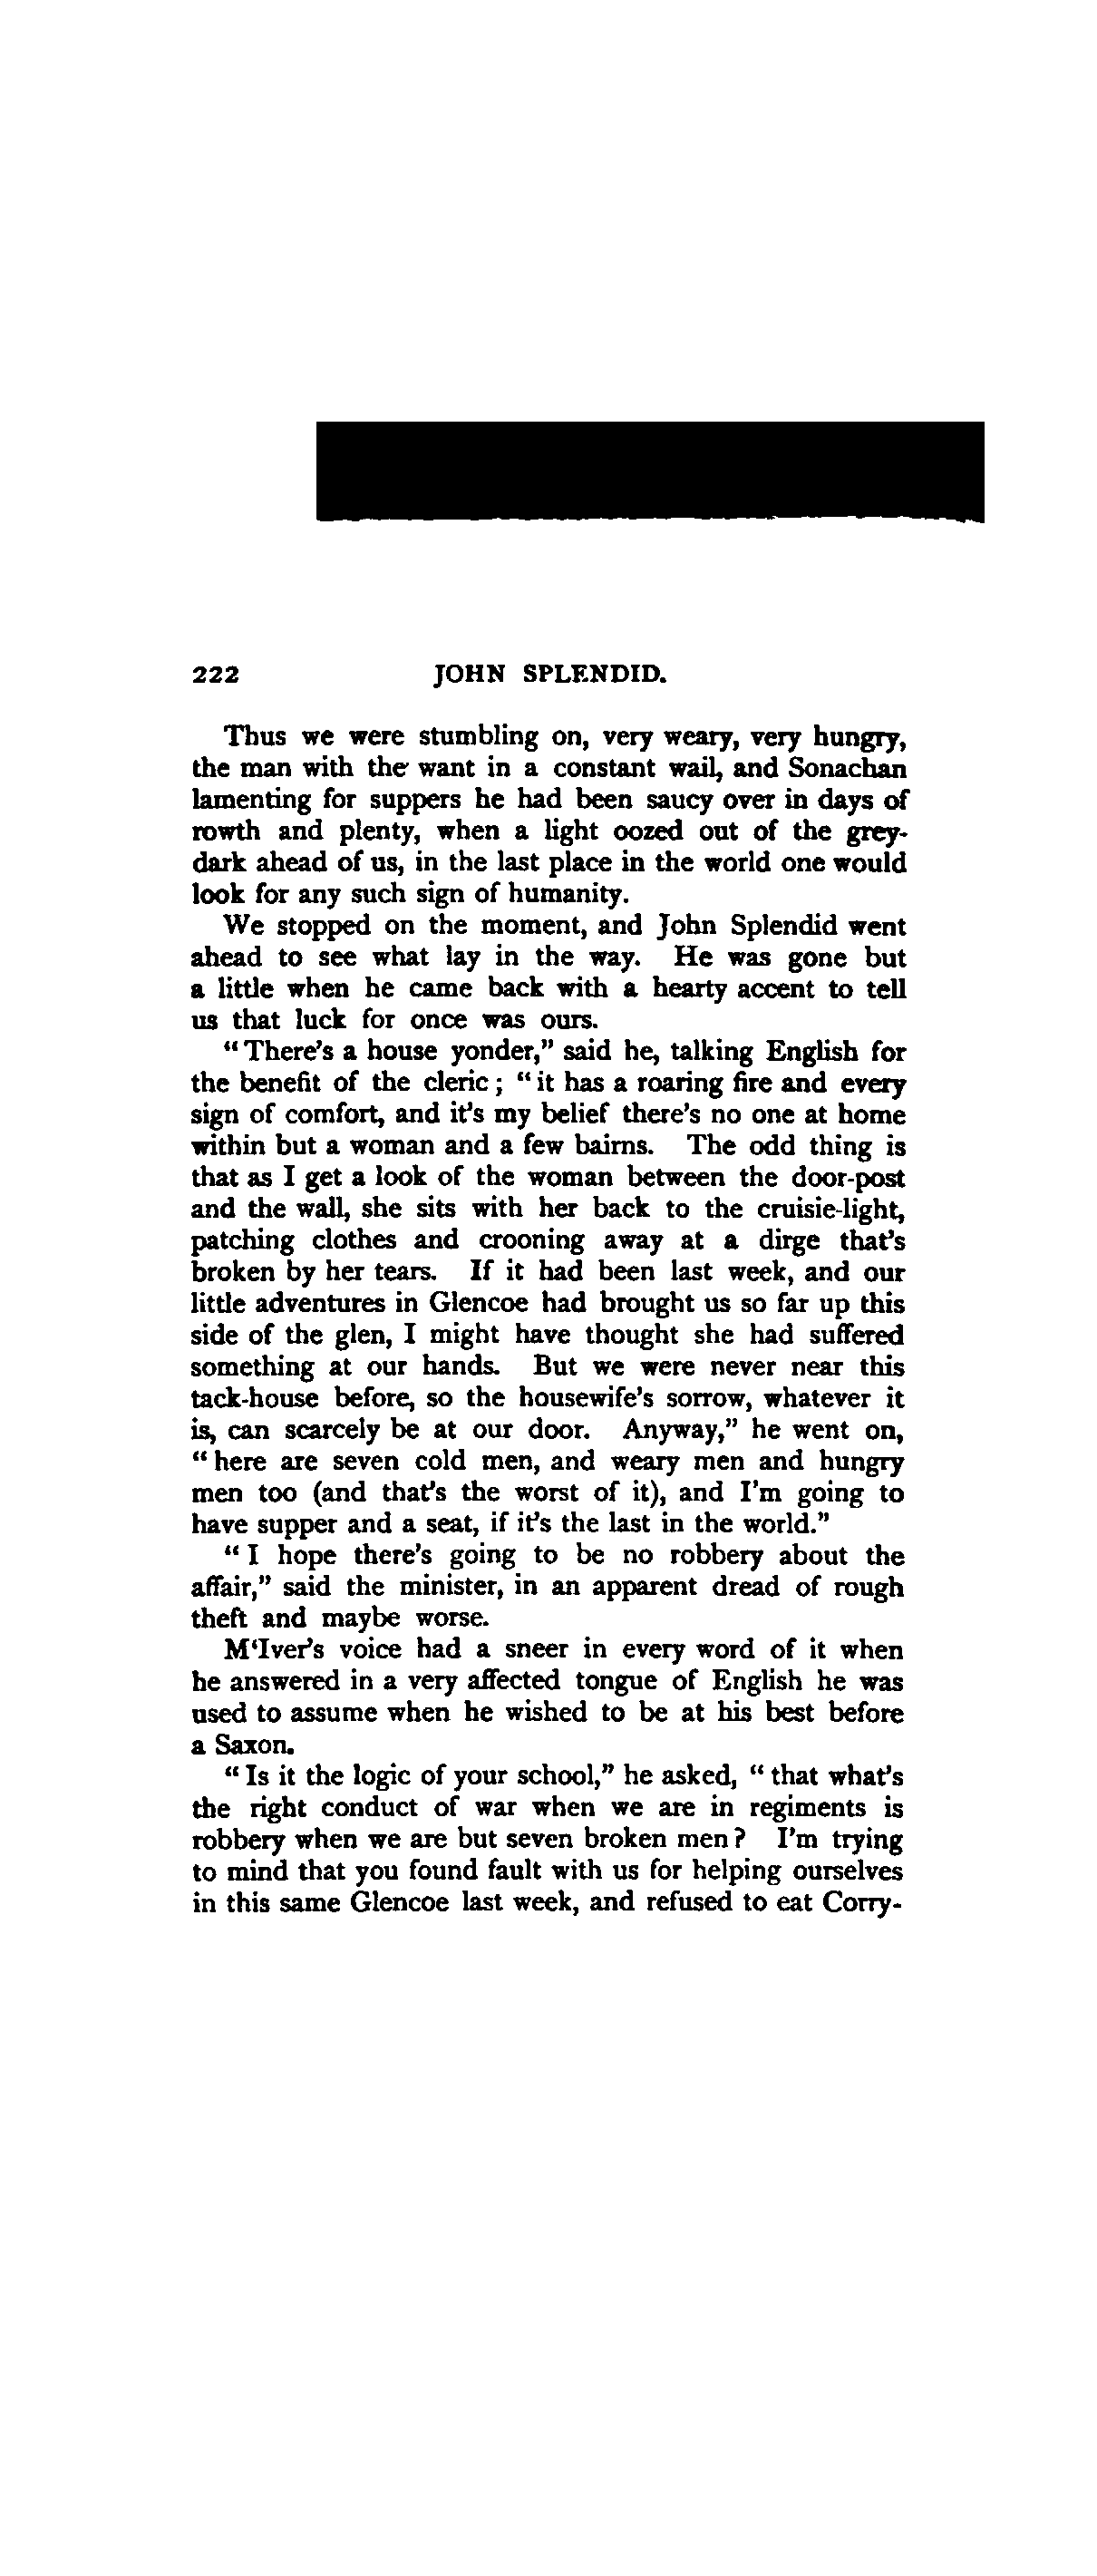 222 JOHN SPLENDID.
Thus we were stumbling on, very weary, very hungry,
the man with the want in a constant wail, and Sonachan
lamenting for suppers he had been saucy over in days of
rowth and plenty, when a light oozed out of the grey-
dark ahead of us, in the last place in the world one would
look for any such sign of humanity.
We stopped on the moment, and John Splendid went
ahead to see what lay in the way. He was gone but
a little when he came back with a hearty accent to tell
us that luck for once was ours.
“There’s a house yonder,” said he, talking English for
the benefit of the cleric; “it has a roaring fire and every
sign of comfort, and it’s my belief there’s no one at home
within but a woman and a few bairns. The odd thing is
that as I get a look of the woman between the door-post
and the wall, she sits with her back to the cruisie-light,
patching clothes and crooning away at a dirge that’s
broken by her tears. If it had been last week, and our
little adventures in Glencoe had brought us so far up this
side of the glen, I might have thought she had suffered
something at our hands. But we were never near this
tack-house before, so the housewife’s sorrow, whatever it
is, can scarcely be at our door. Anyway,” he went on,
“here are seven cold men, and weary men and hungry
men too (and that’s the worst of it), and I’m going to
have supper and a seat, if it’s the last in the world.”
“I hope there’s going to be no robbery about the
affair,” said the minister, in an apparent dread of rough
theft and maybe worse.
M‘Iver’s voice had a sneer in every word of it when
he answered in a very affected tongue of English he was
used to assume when he wished to be at his best before
a Saxon.
“Is it the logic of your school,” he asked, “that what’s
the right conduct of war when we are in regiments is
robbery when we are but seven broken men? I’m trying
to mind that you found fault with us for helping ourselves
in this same Glencoe last week, and refused to eat Corry-